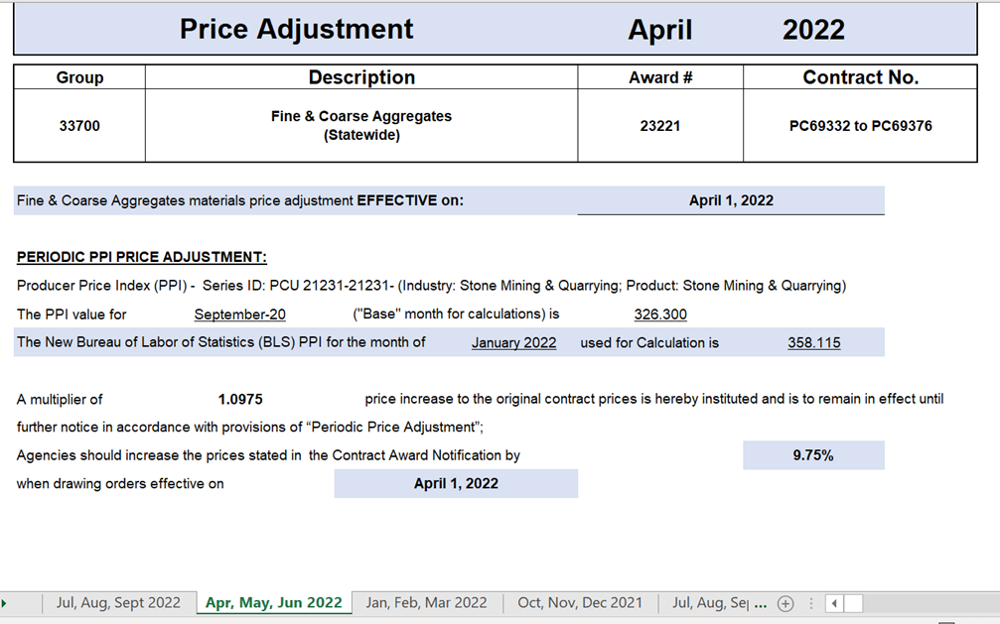 Price Adjustment April 2022
Group Description Award # Contract No.
33700 Fine & Coarse Aggregates (Statewide) 23221 PC69332 to PC69376
Fine & Coarse Aggregates materials price adjustment EFFECTIVE on: April 1, 2022
PERIODIC PPI PRICE ADJUSTMENT:
Producer Price Index (PPI) - Series ID: PCU 21231-21231- (Industry: Stone Mining & Quarrying; Product: Stone Mining & Quarrying)
The PPI value for September-20 ("Base" month for calculations) is 326.300
The New Bureau of Labor of Statistics (BLS) PPI for the month of January 2022 used for Calculation is 358.115
A multiplier of 1.0975 price increase to the original contract prices is hereby instituted and is to remain in effect until
further notice in accordance with provisions of “Periodic Price Adjustment”;
Agencies should increase the prices stated in the Contract Award Notification by 9.75%
when drawing orders effective on April 1, 2022
Jul, Aug, Sept 2022 Apr, May, Jun 2022 Jan, Feb, Mar 2022 Oct, Nov, Dec 2021 Jul, Aug, Sep ...